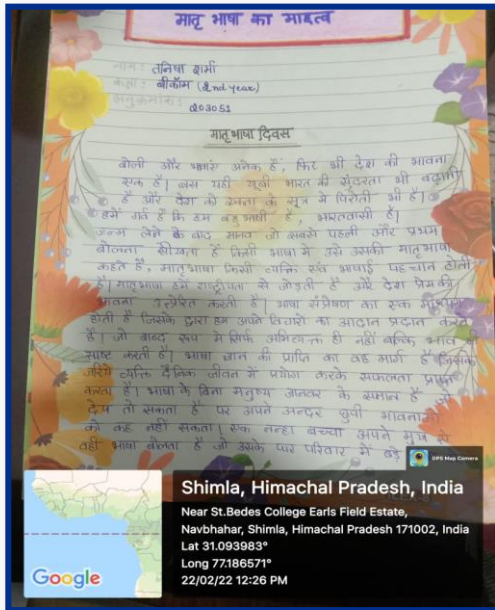 मातृ भाषा का महत्व
नाम: तनिषा शर्मा
कक्षा: बीकॉम (2nd year)
अनुक्रमांक:
203051
मातृ भाषा दिवस
बोली और भाषाएं अनेक हैं, फिर भी देश की भावना
एक है। बस यही खूबी भारत की सुंदरता भी बढ़ाती
है और देश को एकता के सूत्र में पिरोती भी है।
हमें गर्व है कि हम बहुभाषी हैं, भारतवासी हैं।
जन्म लेने के बाद मानव जो सबसे पहली और प्रथम
बोलना सीखता है किसी भाषा में उसे उसकी मातृभाषा
कहते हैं, मातृभाषा किसी व्यक्ति एवं भाषाई पहचान होती
है। मातृभाषा हमें राष्ट्रीयता से जोड़ती है और देश प्रेम की
भावना उत्प्रेरित करती है। भाषा संप्रेषण का एक माध्यम
होती है जिसके द्वारा हम अपने विचारों का आदान प्रदान करते
हैं। जो शब्द रूप में सिर्फ अभिव्यक्त ही नहीं बल्कि भाव भी
स्पष्ट करती है। भाषा ज्ञान की प्राप्ति का वह मार्ग है जिसके
जरिये व्यक्ति दैनिक जीवन में प्रयोग करके सफलता प्राप्त
करता है। भाषा के बिना मनुष्य जानवर के समान है जो
देख तो सकता है पर अपने अन्दर छुपी भावनाओं
को कह नहीं सकता। एक नन्हा बच्चा अपने मुख से
वही भाषा बोलता है जो उसके घर परिवार में बड़े
GPS Map Camera
Google
Shimla, Himachal Pradesh, India
Near St.Bedes College Earls Field Estate,
Navbhahar, Shimla, Himachal Pradesh 171002, India
Lat 31.093983°
Long 77.186571°
22/02/22 12:26 PM